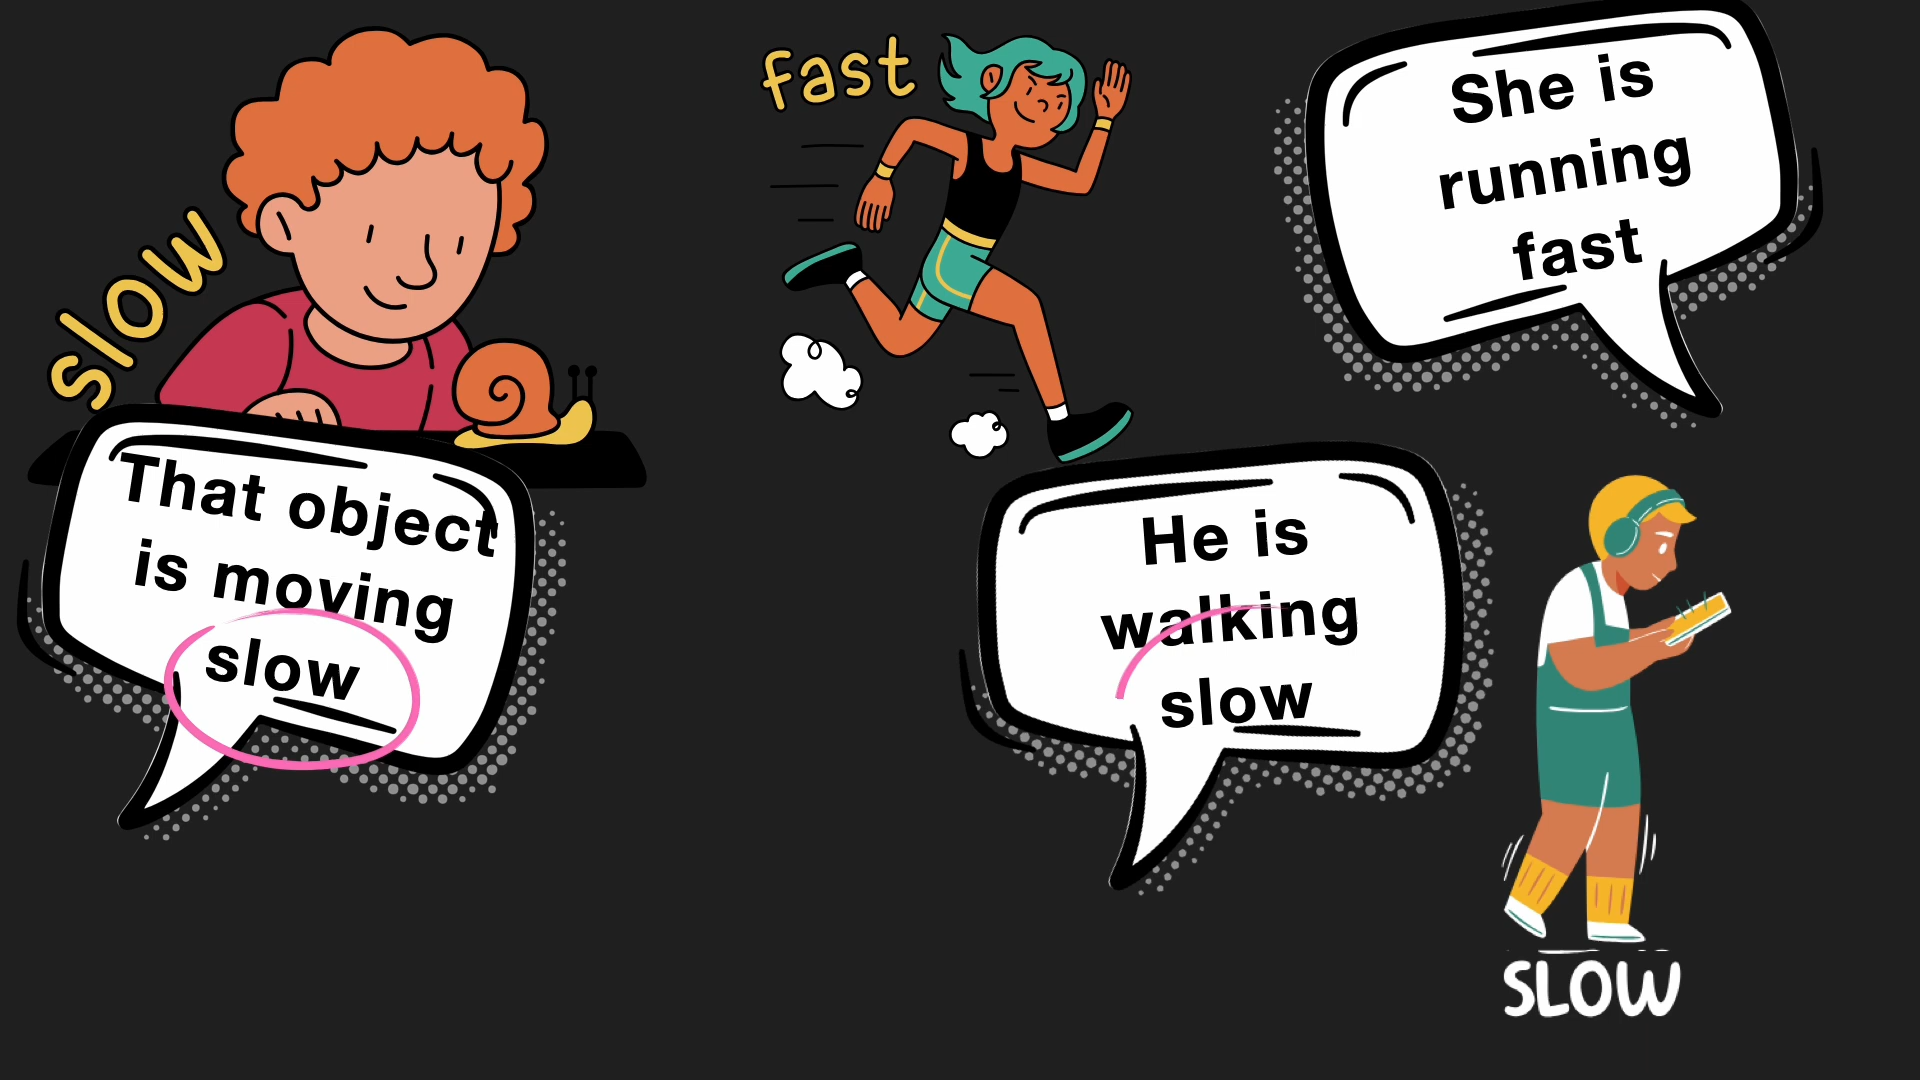 slow
That object
is moving
slow
fast
She is
running
fast
He is
walking
slow
SLOW